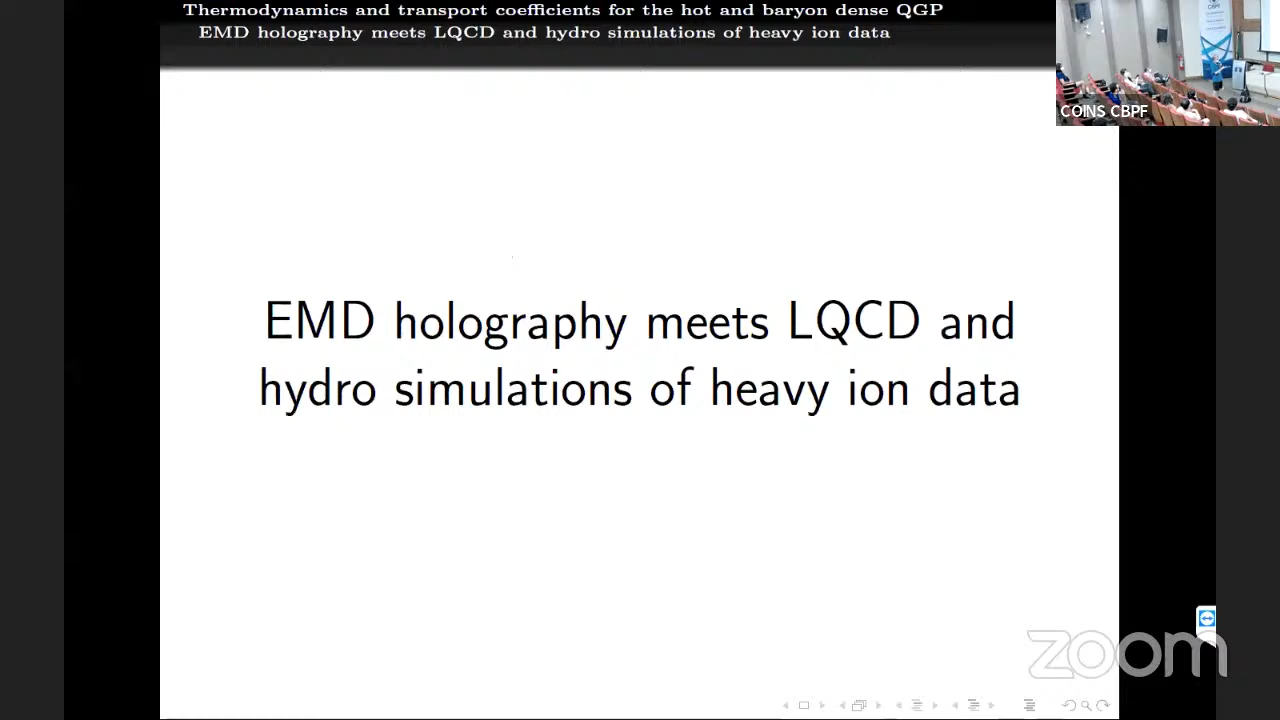 Thermodynamics and transport coefficients for the hot and baryon dense QGP
EMD holography meets LQCD and hydro simulations of heavy ion data
CBPF
COINS CBPF
EMD holography meets LQCD and
hydro simulations of heavy ion data
zoom